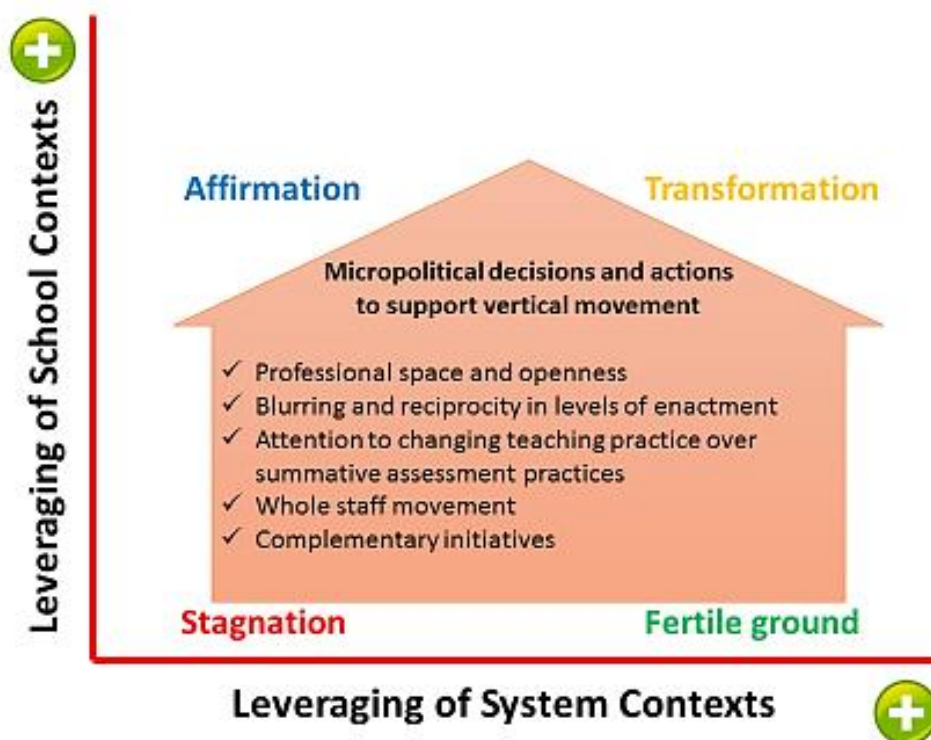 Leveraging of School Contexts
Affirmation
Transformation
Micropolitical decisions and actions
to support vertical movement
✓ Professional space and openness
✓ Blurring and reciprocity in levels of enactment
✓ Attention to changing teaching practice over
summative assessment practices
✓ Whole staff movement
✓ Complementary initiatives
Stagnation
Fertile ground
Leveraging of System Contexts